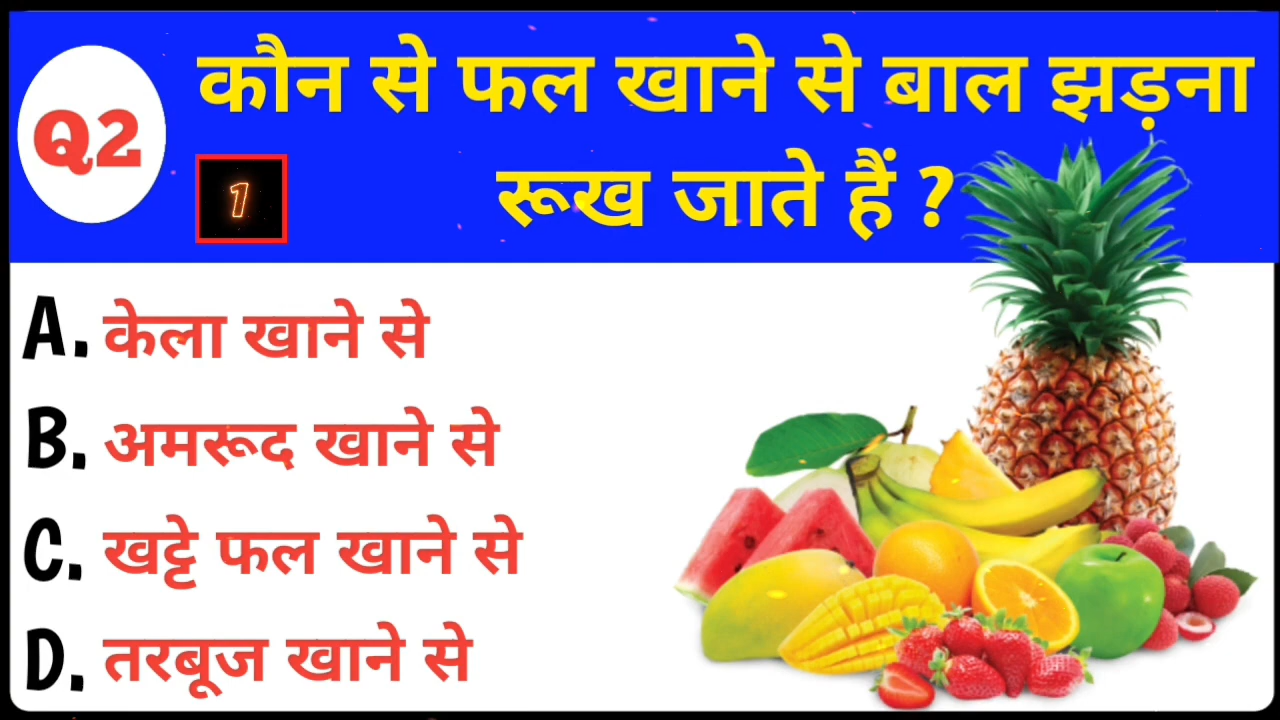 Q2
कौन से फल खाने से बाल झड़ना
रूख जाते हैं ?
1
A. केला खाने से
B. अमरूद खाने से
C. खट्टे फल खाने से
D. तरबूज खाने से